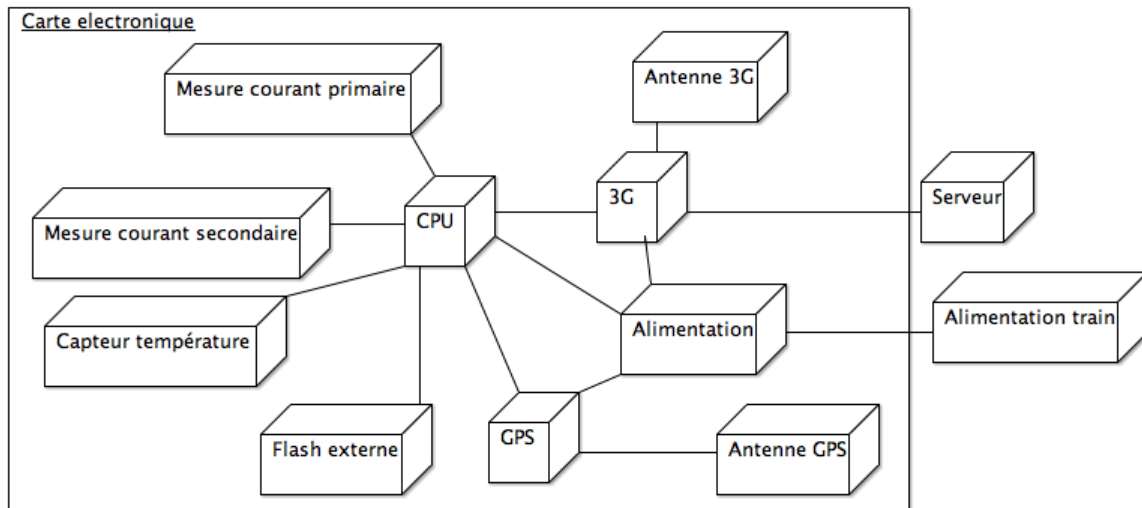 Carte electronique
Mesure courant primaire
Antenne 3G
CPU
3G
Serveur
Mesure courant secondaire
Capteur température
Alimentation
Alimentation train
Flash externe
GPS
Antenne GPS